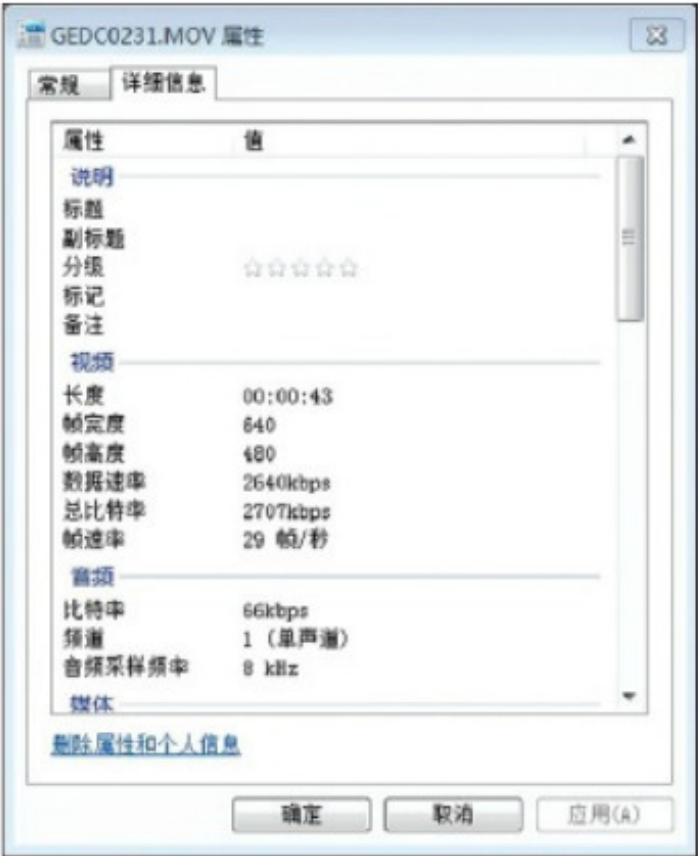 GEDC0231.MOV 属性
常规 详细信息
属性 值
说明
标题
副标题
分级 ☆☆☆☆☆
标记
备注
视频
长度 00:00:43
帧宽度 640
帧高度 480
数据速率 2640kbps
总比特率 2707kbps
帧速率 29 帧/秒
音频
比特率 66kbps
频道 1 (单声道)
音频采样频率 8 kHz
媒体
删除属性和个人信息
确定 取消 应用(A)